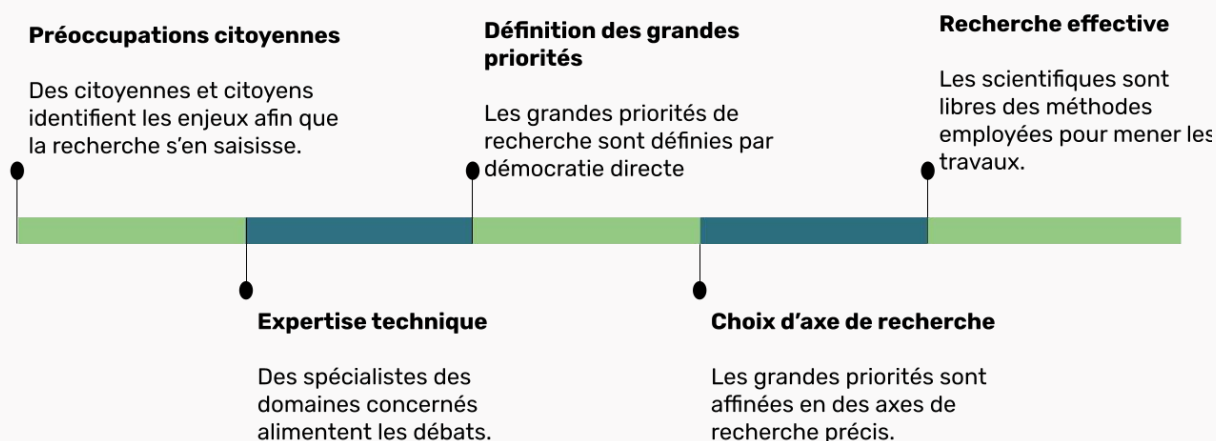 Préoccupations citoyennes
Des citoyennes et citoyens
identifient les enjeux afin que
la recherche s'en saisisse.
Expertise technique
Des spécialistes des
domaines concernés
alimentent les débats.
Définition des grandes
priorités
Les grandes priorités de
recherche sont définies par
démocratie directe
Choix d'axe de recherche
Les grandes priorités sont
affinées en des axes de
recherche précis.
Recherche effective
Les scientifiques sont
libres des méthodes
employées pour mener les
travaux.